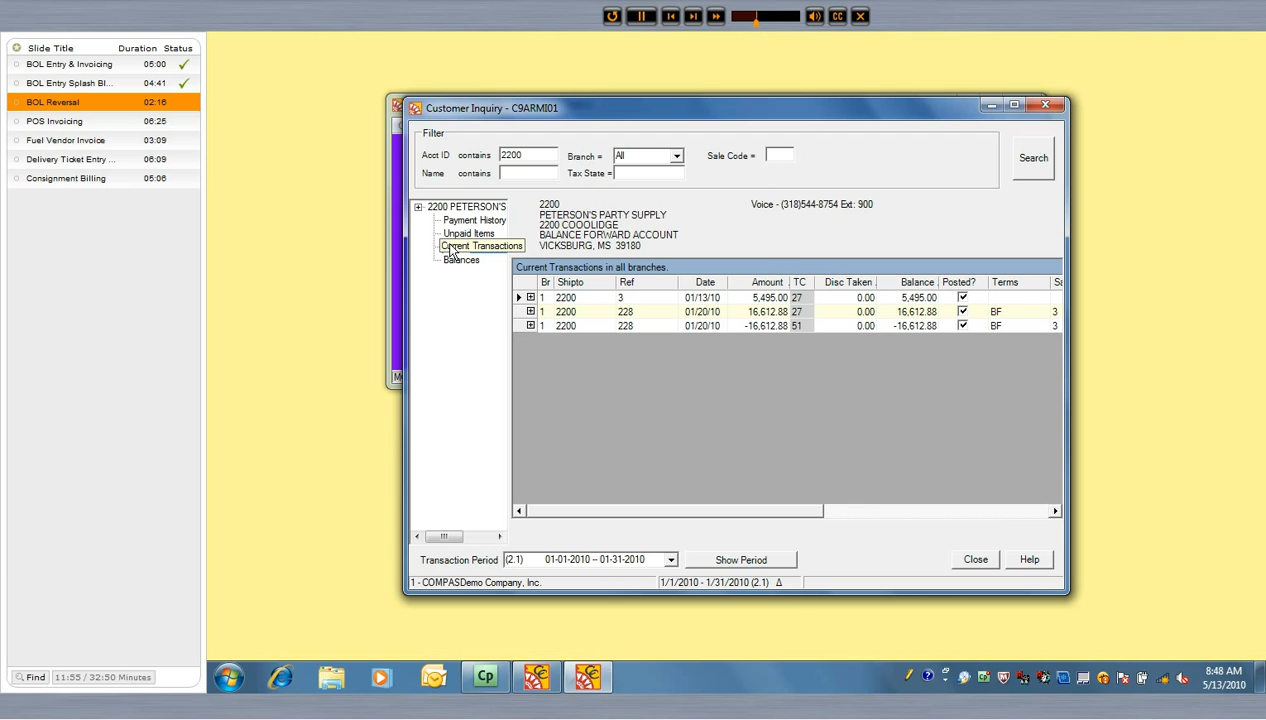 CC
Slide Title Duration Status
BOL Entry & Invoicing 05:00
BOL Entry Splash Bl... 04:41
BOL Reversal 02:16
POS Invoicing 06:25
Fuel Vendor Invoice 03:09
Delivery Ticket Entry ... 06:09
Consignment Billing 05:06
Customer Inquiry - C9ARMI01
Filter
Acct ID contains 2200 Branch = All Sale Code =
Name contains Tax State =
Search
2200 PETERSON'S
Payment History
Unpaid Items
Current Transactions
Balances
2200 Voice - (318)544-8754 Ext: 900
PETERSON'S PARTY SUPPLY
2200 COOOLIDGE
BALANCE FORWARD ACCOUNT
VICKSBURG, MS 39180
Current Transactions in all branches.
Br Shipto Ref Date Amount TC Disc Taken Balance Posted? Terms Sa
1 2200 3 01/13/10 5,495.00 27 0.00 5,495.00
1 2200 228 01/20/10 16,612.88 27 0.00 16,612.88 BF 3
1 2200 228 01/20/10 -16,612.88 51 0.00 -16,612.88 BF 3
Transaction Period (2.1) 01-01-2010 – 01-31-2010 Show Period Close Help
1 - COMPASDemo Company, Inc. 1/1/2010 - 1/31/2010 (2.1) Δ
Find 11:55 / 32:50 Minutes
Cp
8:48 AM
5/13/2010